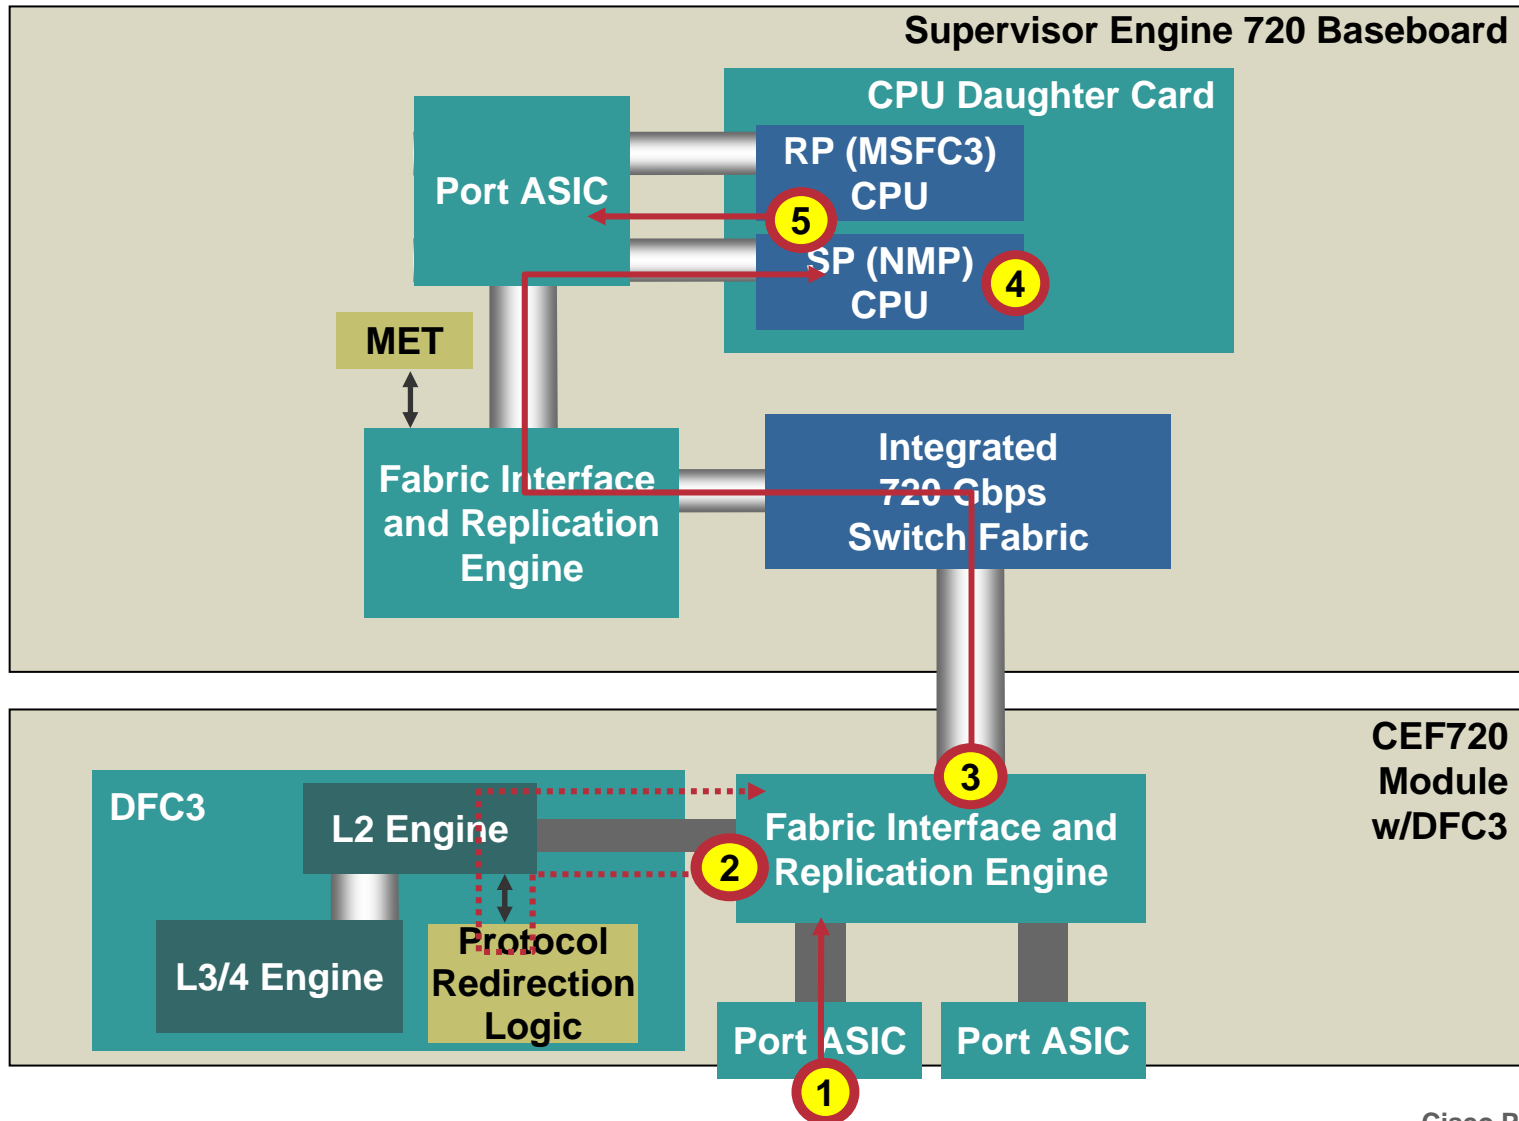 Supervisor Engine 720 Baseboard
CPU Daughter Card
RP (MSFC3)
CPU
Port ASIC
5
SP (NMP)
CPU
4
MET
Integrated
720 Gbps
Switch Fabric
Fabric Interface
and Replication
Engine
CEF720
Module
w/DFC3
3
DFC3
L2 Engine
Fabric Interface and
Replication Engine
2
Protocol
Redirection
Logic
L3/4 Engine
Port ASIC
Port ASIC
1